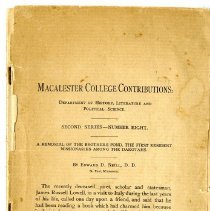 MACALESTER COLLEGE CONTRIBUTIONS:
DEPARTMENT OF HISTORY, LITERATURE AND
POLITICAL SCIENCE.
SECOND SERIES—NUMBER EIGHT.
A MEMORIAL OF THE BROTHERS POND, THE FIRST RESIDENT
MISSIONARIES AMONG THE DAKOTAHS.
BY EDWARD D. NEILL, D. D.
The recently deceased poet, scholar and statesman,
James Russell Lowell, during a visit to Italy during the last years
of his life, called one day upon a friend, and said that he
had been reading a book which had charmed him because